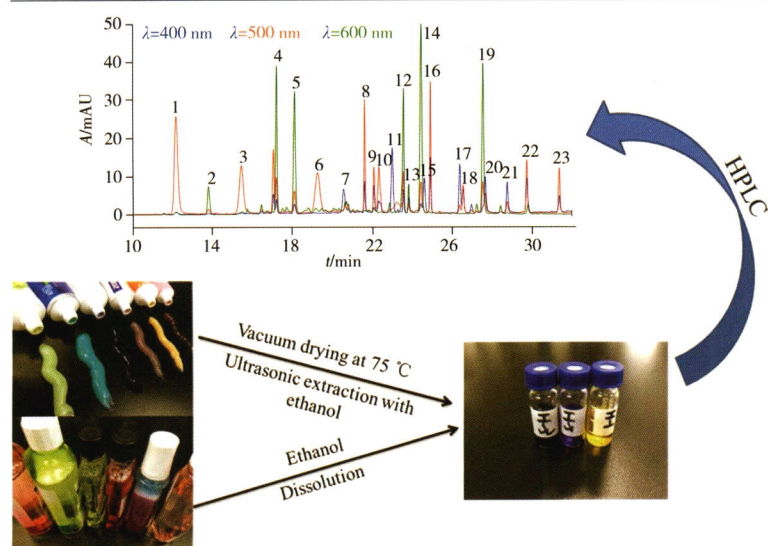 50
40
30
20
10
0
A/mAU
λ=400 nm λ=500 nm λ=600 nm
1
2
3
4
5
6
7
8
9
10
11
12
13
14
15
16
17
18
19
20
21
22
23
10 14 18 22 26 30
t/min
HPLC
Vacuum drying at 75 ℃
Ultrasonic extraction with
ethanol
Ethanol
Dissolution